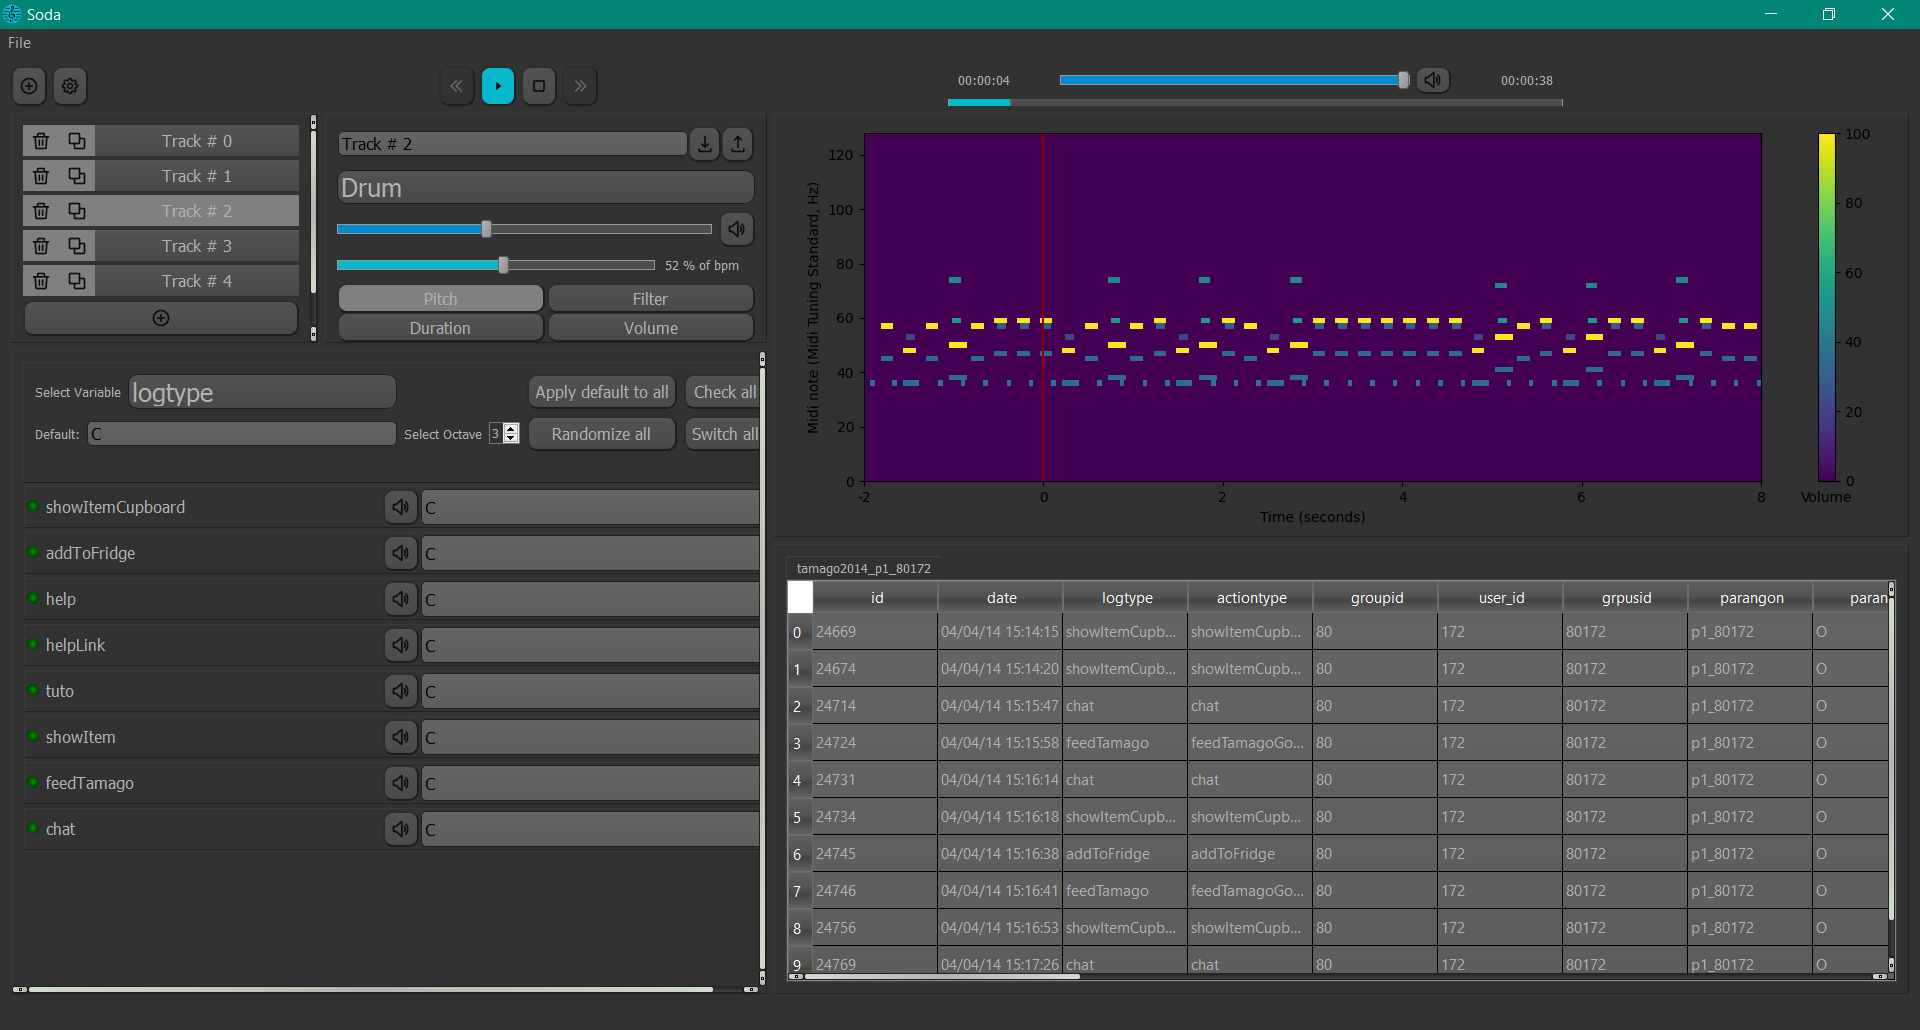 Soda
File
00:00:04
00:00:38
Track # 0
Track # 1
Track # 2
Track # 3
Track # 4
Track # 2
Drum
52 % of bpm
Pitch Filter
Duration Volume
Select Variable logtype Apply default to all Check all
Default: C Select Octave 3 Randomize all Switch all
showItemCupboard C
addToFridge C
help C
helpLink C
tuto C
showItem C
feedTamago C
chat C
Midi note (Midi Tuning Standard, Hz)
120
100
80
60
40
20
0
-2 0 2 4 6 8
Time (seconds)
100
80
60
40
20
0
Volume
tamago2014_p1_80172
id date logtype actiontype groupid user_id grpusid parangon paran
0 24669 04/04/14 15:14:15 showItemCupb... showItemCupb... 80 172 80172 p1_80172 O
1 24674 04/04/14 15:14:20 showItemCupb... showItemCupb... 80 172 80172 p1_80172 O
2 24714 04/04/14 15:15:47 chat chat 80 172 80172 p1_80172 O
3 24724 04/04/14 15:15:58 feedTamago feedTamagoGo... 80 172 80172 p1_80172 O
4 24731 04/04/14 15:16:14 chat chat 80 172 80172 p1_80172 O
5 24734 04/04/14 15:16:18 showItemCupb... showItemCupb... 80 172 80172 p1_80172 O
6 24745 04/04/14 15:16:38 addToFridge addToFridge 80 172 80172 p1_80172 O
7 24746 04/04/14 15:16:41 feedTamago feedTamagoGo... 80 172 80172 p1_80172 O
8 24756 04/04/14 15:16:53 showItemCupb... showItemCupb... 80 172 80172 p1_80172 O
9 24769 04/04/14 15:17:26 chat chat 80 172 80172 p1_80172 O